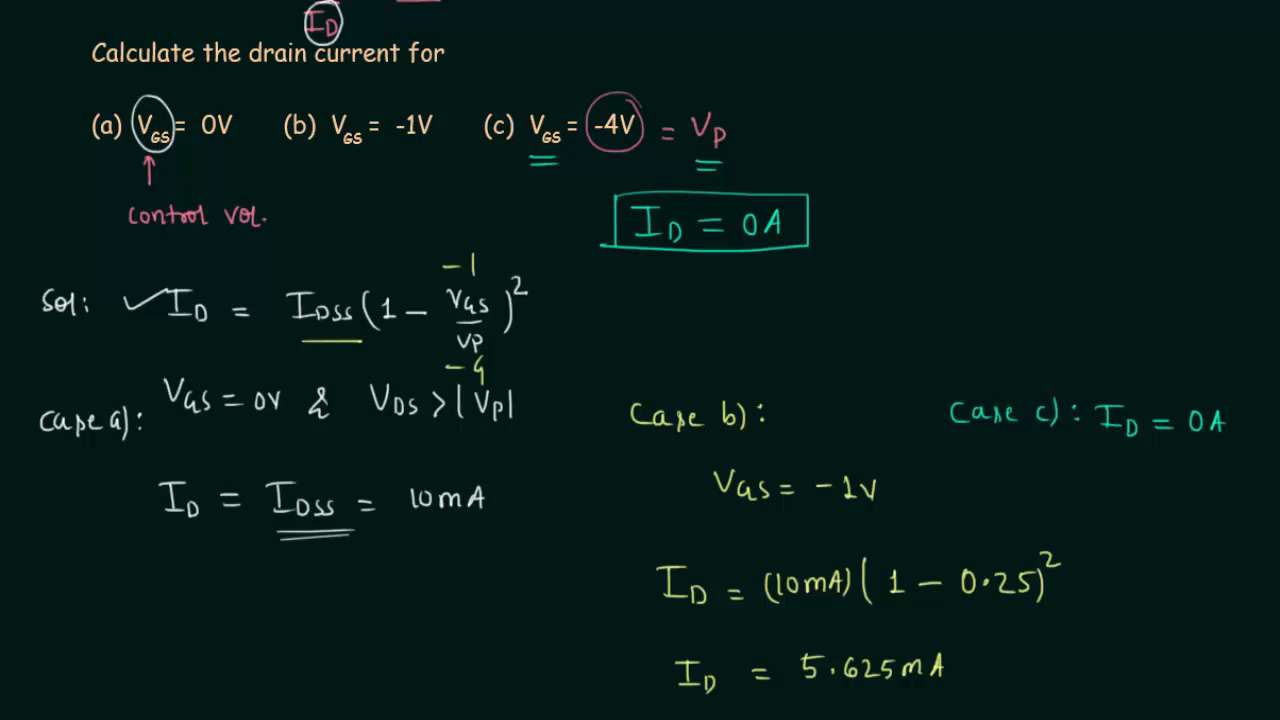 I_D
Calculate the drain current for
(a) V_GS = 0V (b) V_GS = -1V (c) V_GS = -4V = V_P
control vol.
I_D = 0A
Sol: ✓ I_D = I_DSS (1 - V_GS/V_P)^2
-1
-4
Case a): V_GS = 0V & V_DS > |V_P|
I_D = I_DSS = 10mA
Case b):
V_GS = -1V
I_D = (10mA) (1 - 0.25)^2
I_D = 5.625mA
Case c): I_D = 0A